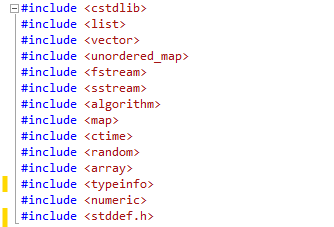 #include <cstdlib>
#include <list>
#include <vector>
#include <unordered_map>
#include <fstream>
#include <sstream>
#include <algorithm>
#include <map>
#include <ctime>
#include <random>
#include <array>
#include <typeinfo>
#include <numeric>
#include <stddef.h>